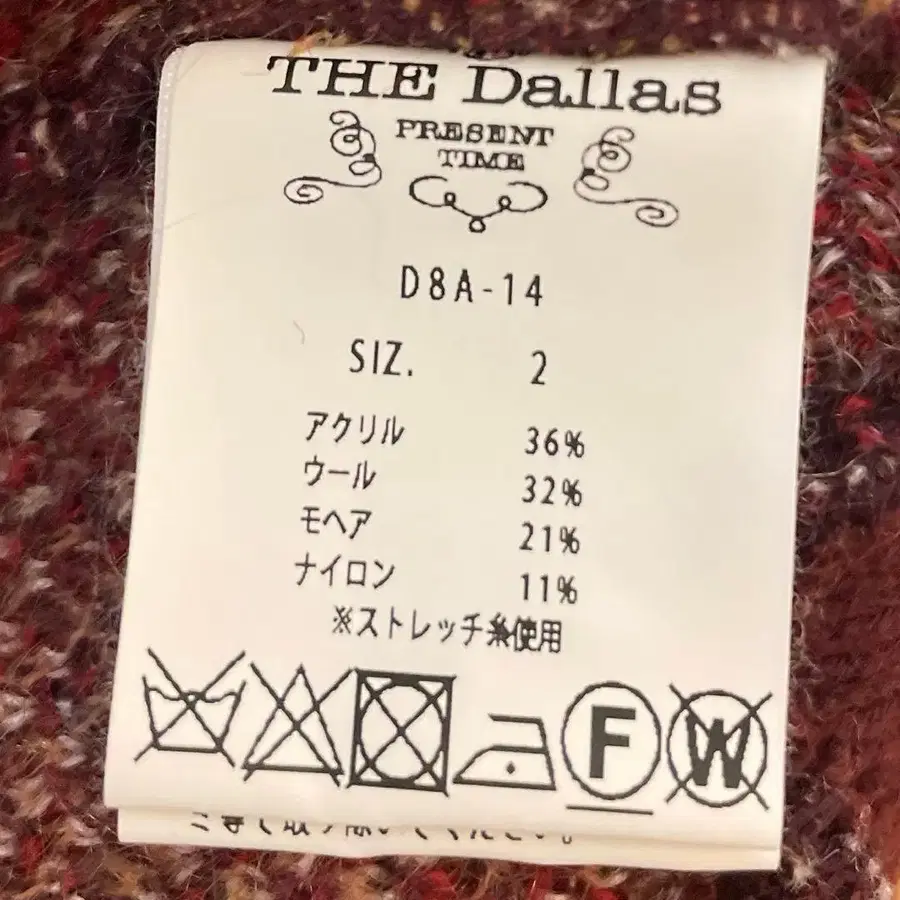 THE Dallas
PRESENT
TIME
D8A-14
SIZ. 2
アクリル 36%
ウール 32%
モヘア 21%
ナイロン 11%
※ストレッチ糸使用
F W